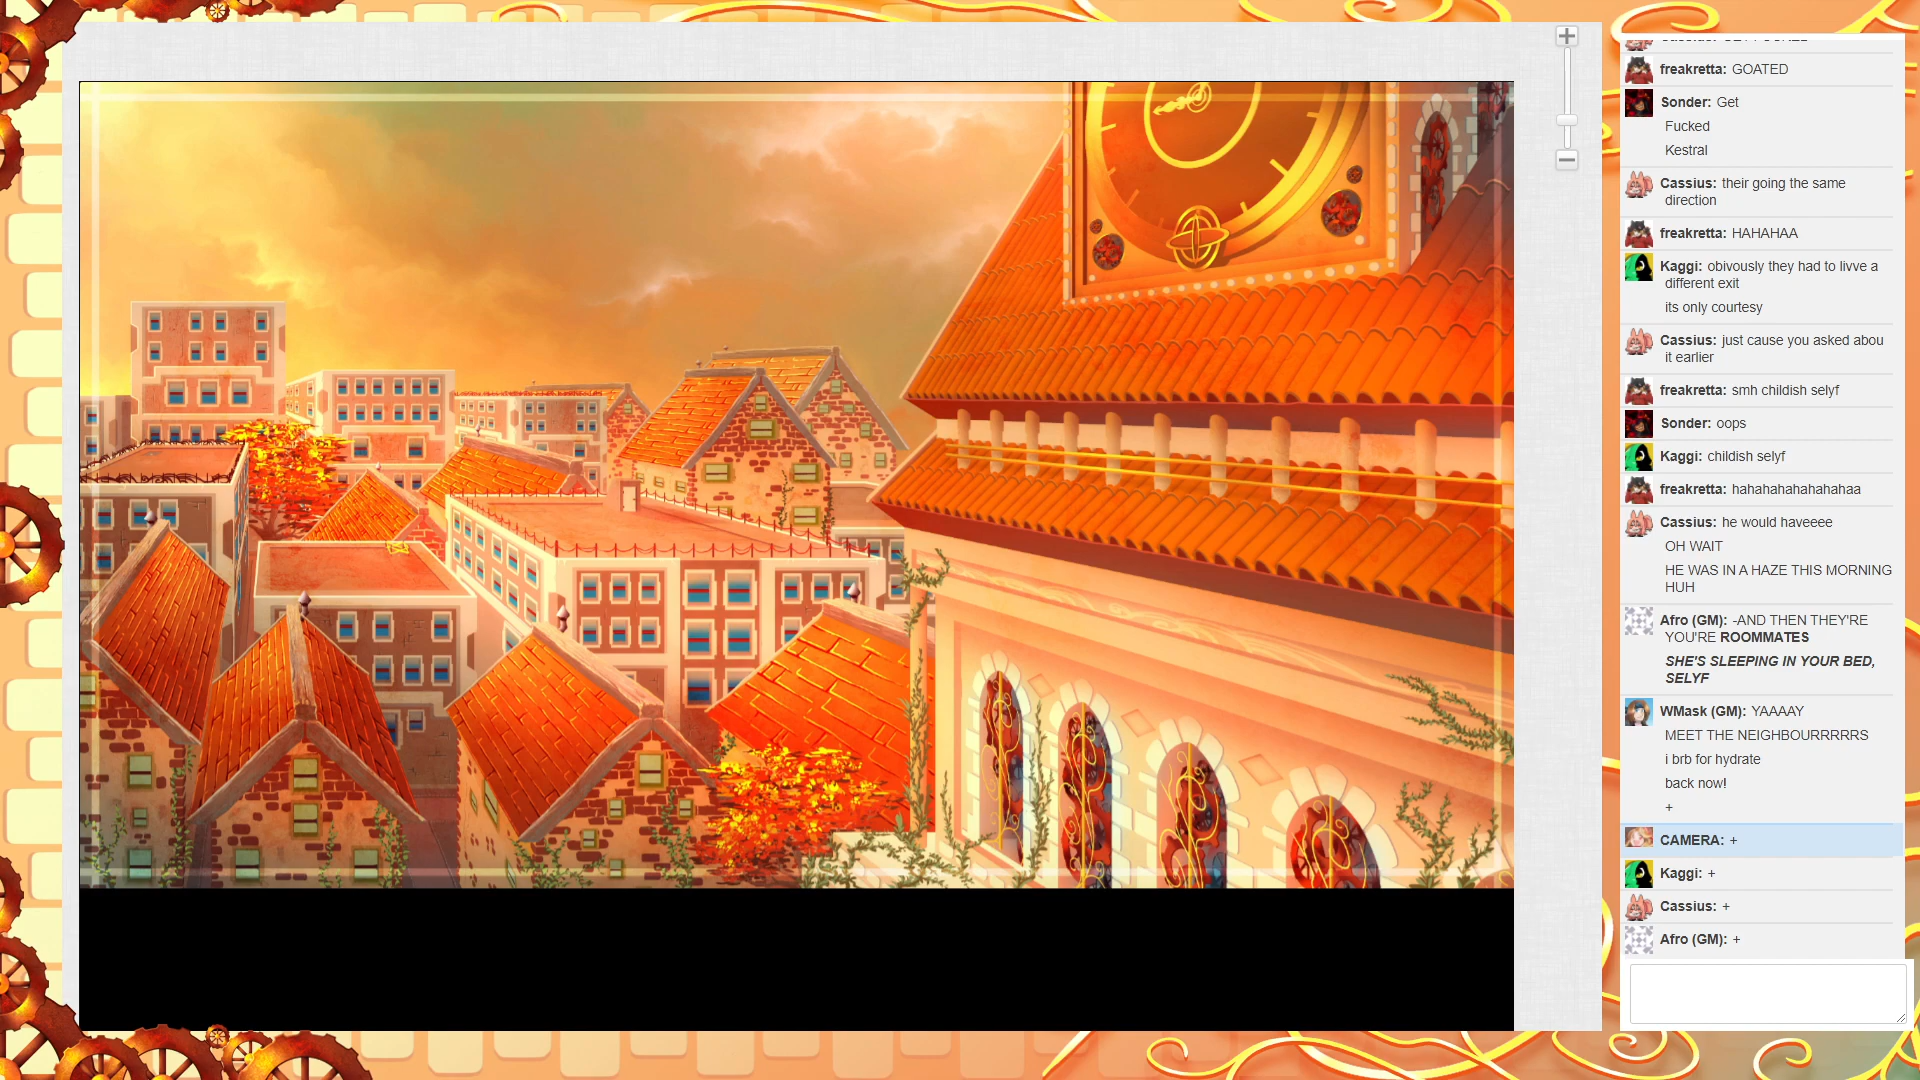 freakretta: GOATED
Sonder: Get
Fucked
Kestral
Cassius: their going the same
direction
freakretta: HAHAHAA
Kaggi: obivously they had to livve a
different exit
its only courtesy
Cassius: just cause you asked abou
it earlier
freakretta: smh childish selyf
Sonder: oops
Kaggi: childish selyf
freakretta: hahahahahahahaa
Cassius: he would haveeee
OH WAIT
HE WAS IN A HAZE THIS MORNING
HUH
Afro (GM): -AND THEN THEY'RE
YOU'RE ROOMMATES
SHE'S SLEEPING IN YOUR BED,
SELYF
WMask (GM): YAAAAY
MEET THE NEIGHBOURRRRRS
i brb for hydrate
back now!
+
CAMERA: +
Kaggi: +
Cassius: +
Afro (GM): +